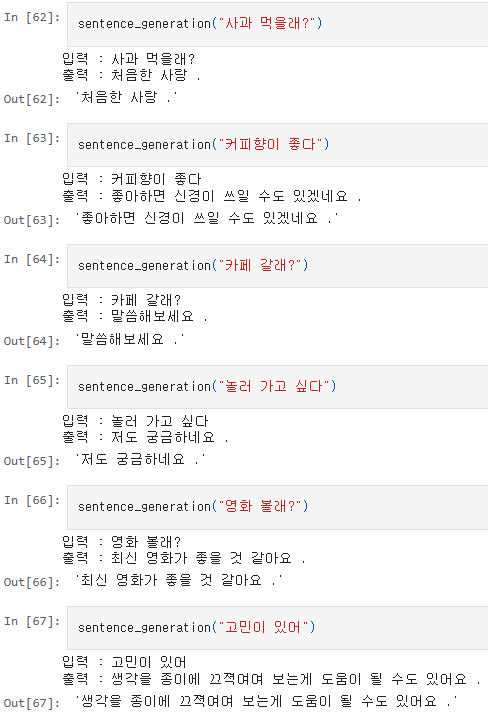 In [62]: sentence_generation("사과 먹을래?")
입력 : 사과 먹을래?
출력 : 처음한 사랑 .
Out[62]: '처음한 사랑 .'
In [63]: sentence_generation("커피향이 좋다")
입력 : 커피향이 좋다
출력 : 좋아하면 신경이 쓰일 수도 있겠네요 .
Out[63]: '좋아하면 신경이 쓰일 수도 있겠네요 .'
In [64]: sentence_generation("카페 갈래?")
입력 : 카페 갈래?
출력 : 말씀해보세요 .
Out[64]: '말씀해보세요 .'
In [65]: sentence_generation("놀러 가고 싶다")
입력 : 놀러 가고 싶다
출력 : 저도 궁금하네요 .
Out[65]: '저도 궁금하네요 .'
In [66]: sentence_generation("영화 볼래?")
입력 : 영화 볼래?
출력 : 최신 영화가 좋을 것 같아요 .
Out[66]: '최신 영화가 좋을 것 같아요 .'
In [67]: sentence_generation("고민이 있어")
입력 : 고민이 있어
출력 : 생각을 종이에 끄젹여여 보는게 도움이 될 수도 있어요 .
Out[67]: '생각을 종이에 끄젹여여 보는게 도움이 될 수도 있어요 .'